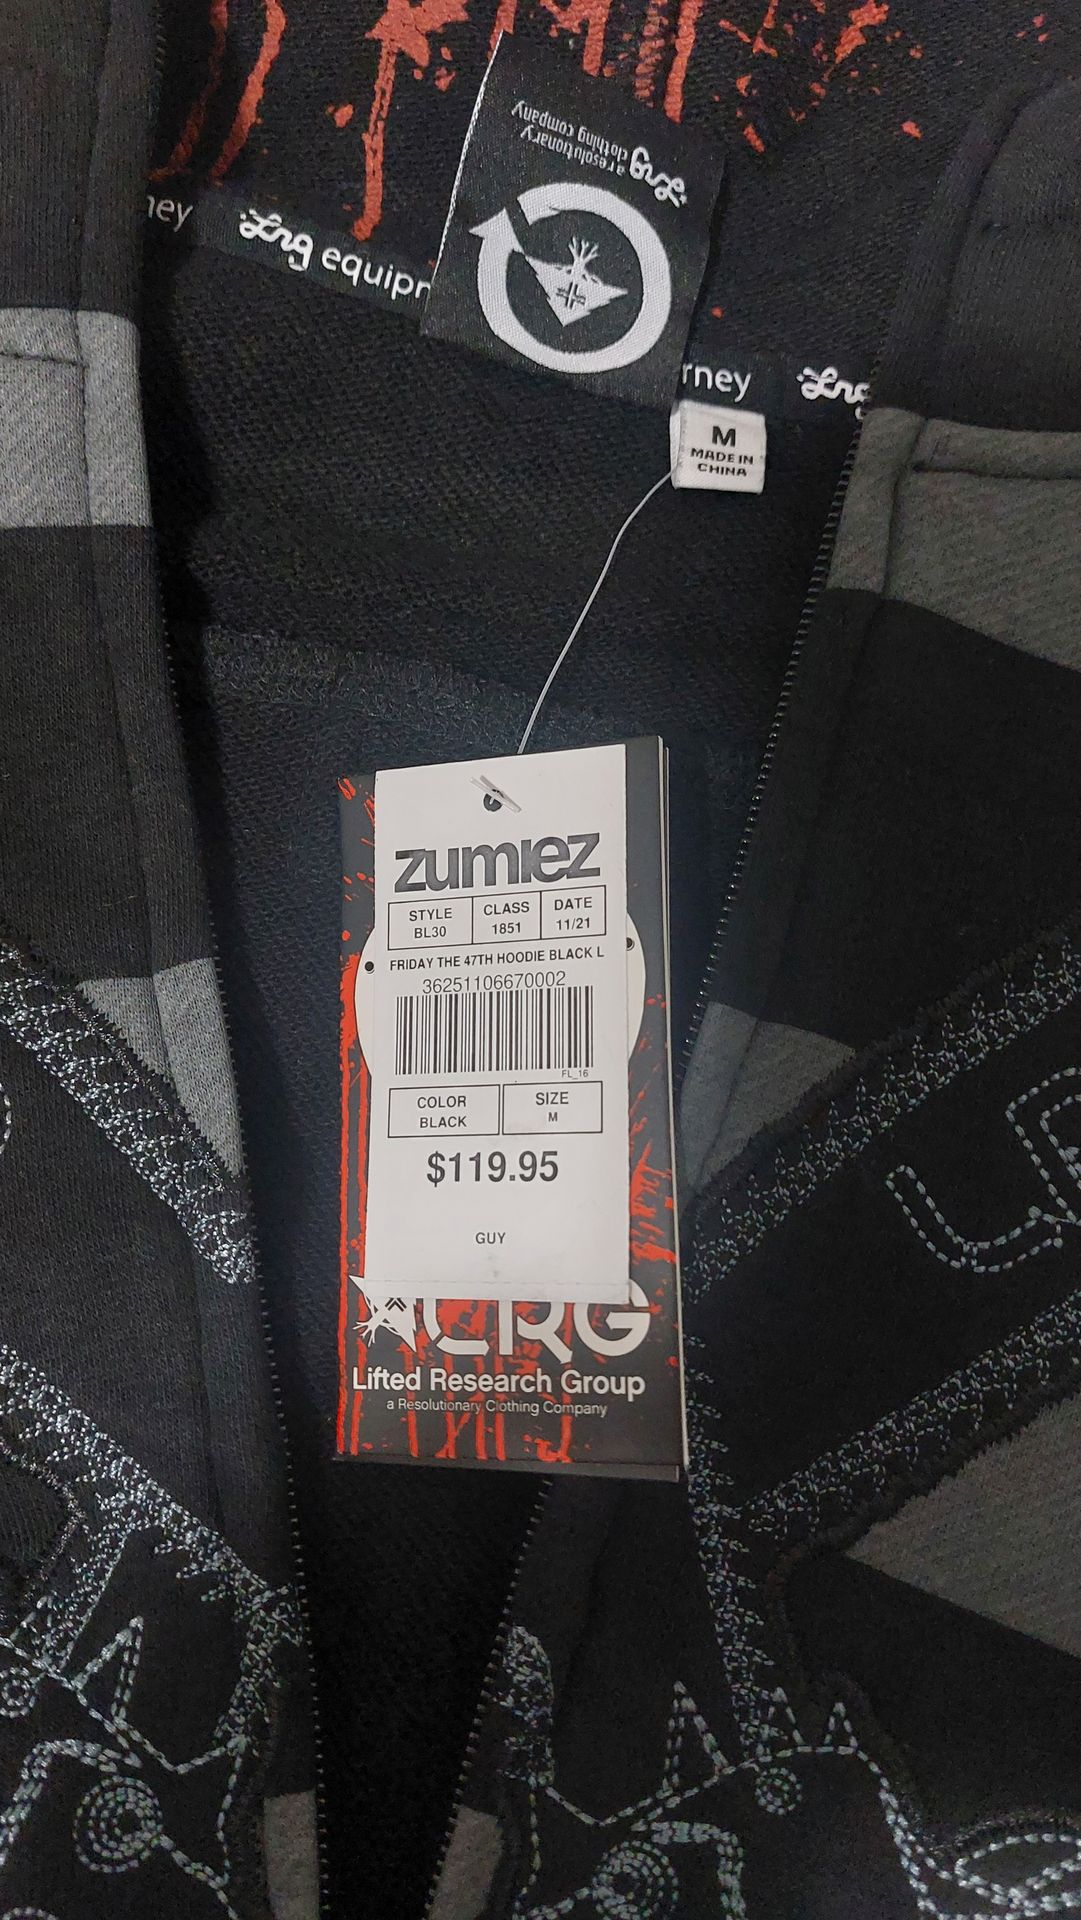 a resolutionary
clothing company
Lrg
ney
Lrg equipm
rney
Lrg
M
MADE IN
CHINA
zumiez
STYLE
BL30
CLASS
1851
DATE
11/21
FRIDAY THE 47TH HOODIE BLACK L
36251106670002
FL_16
COLOR
BLACK
SIZE
M
$119.95
GUY
LRG
Lifted Research Group
a Resolutionary Clothing Company